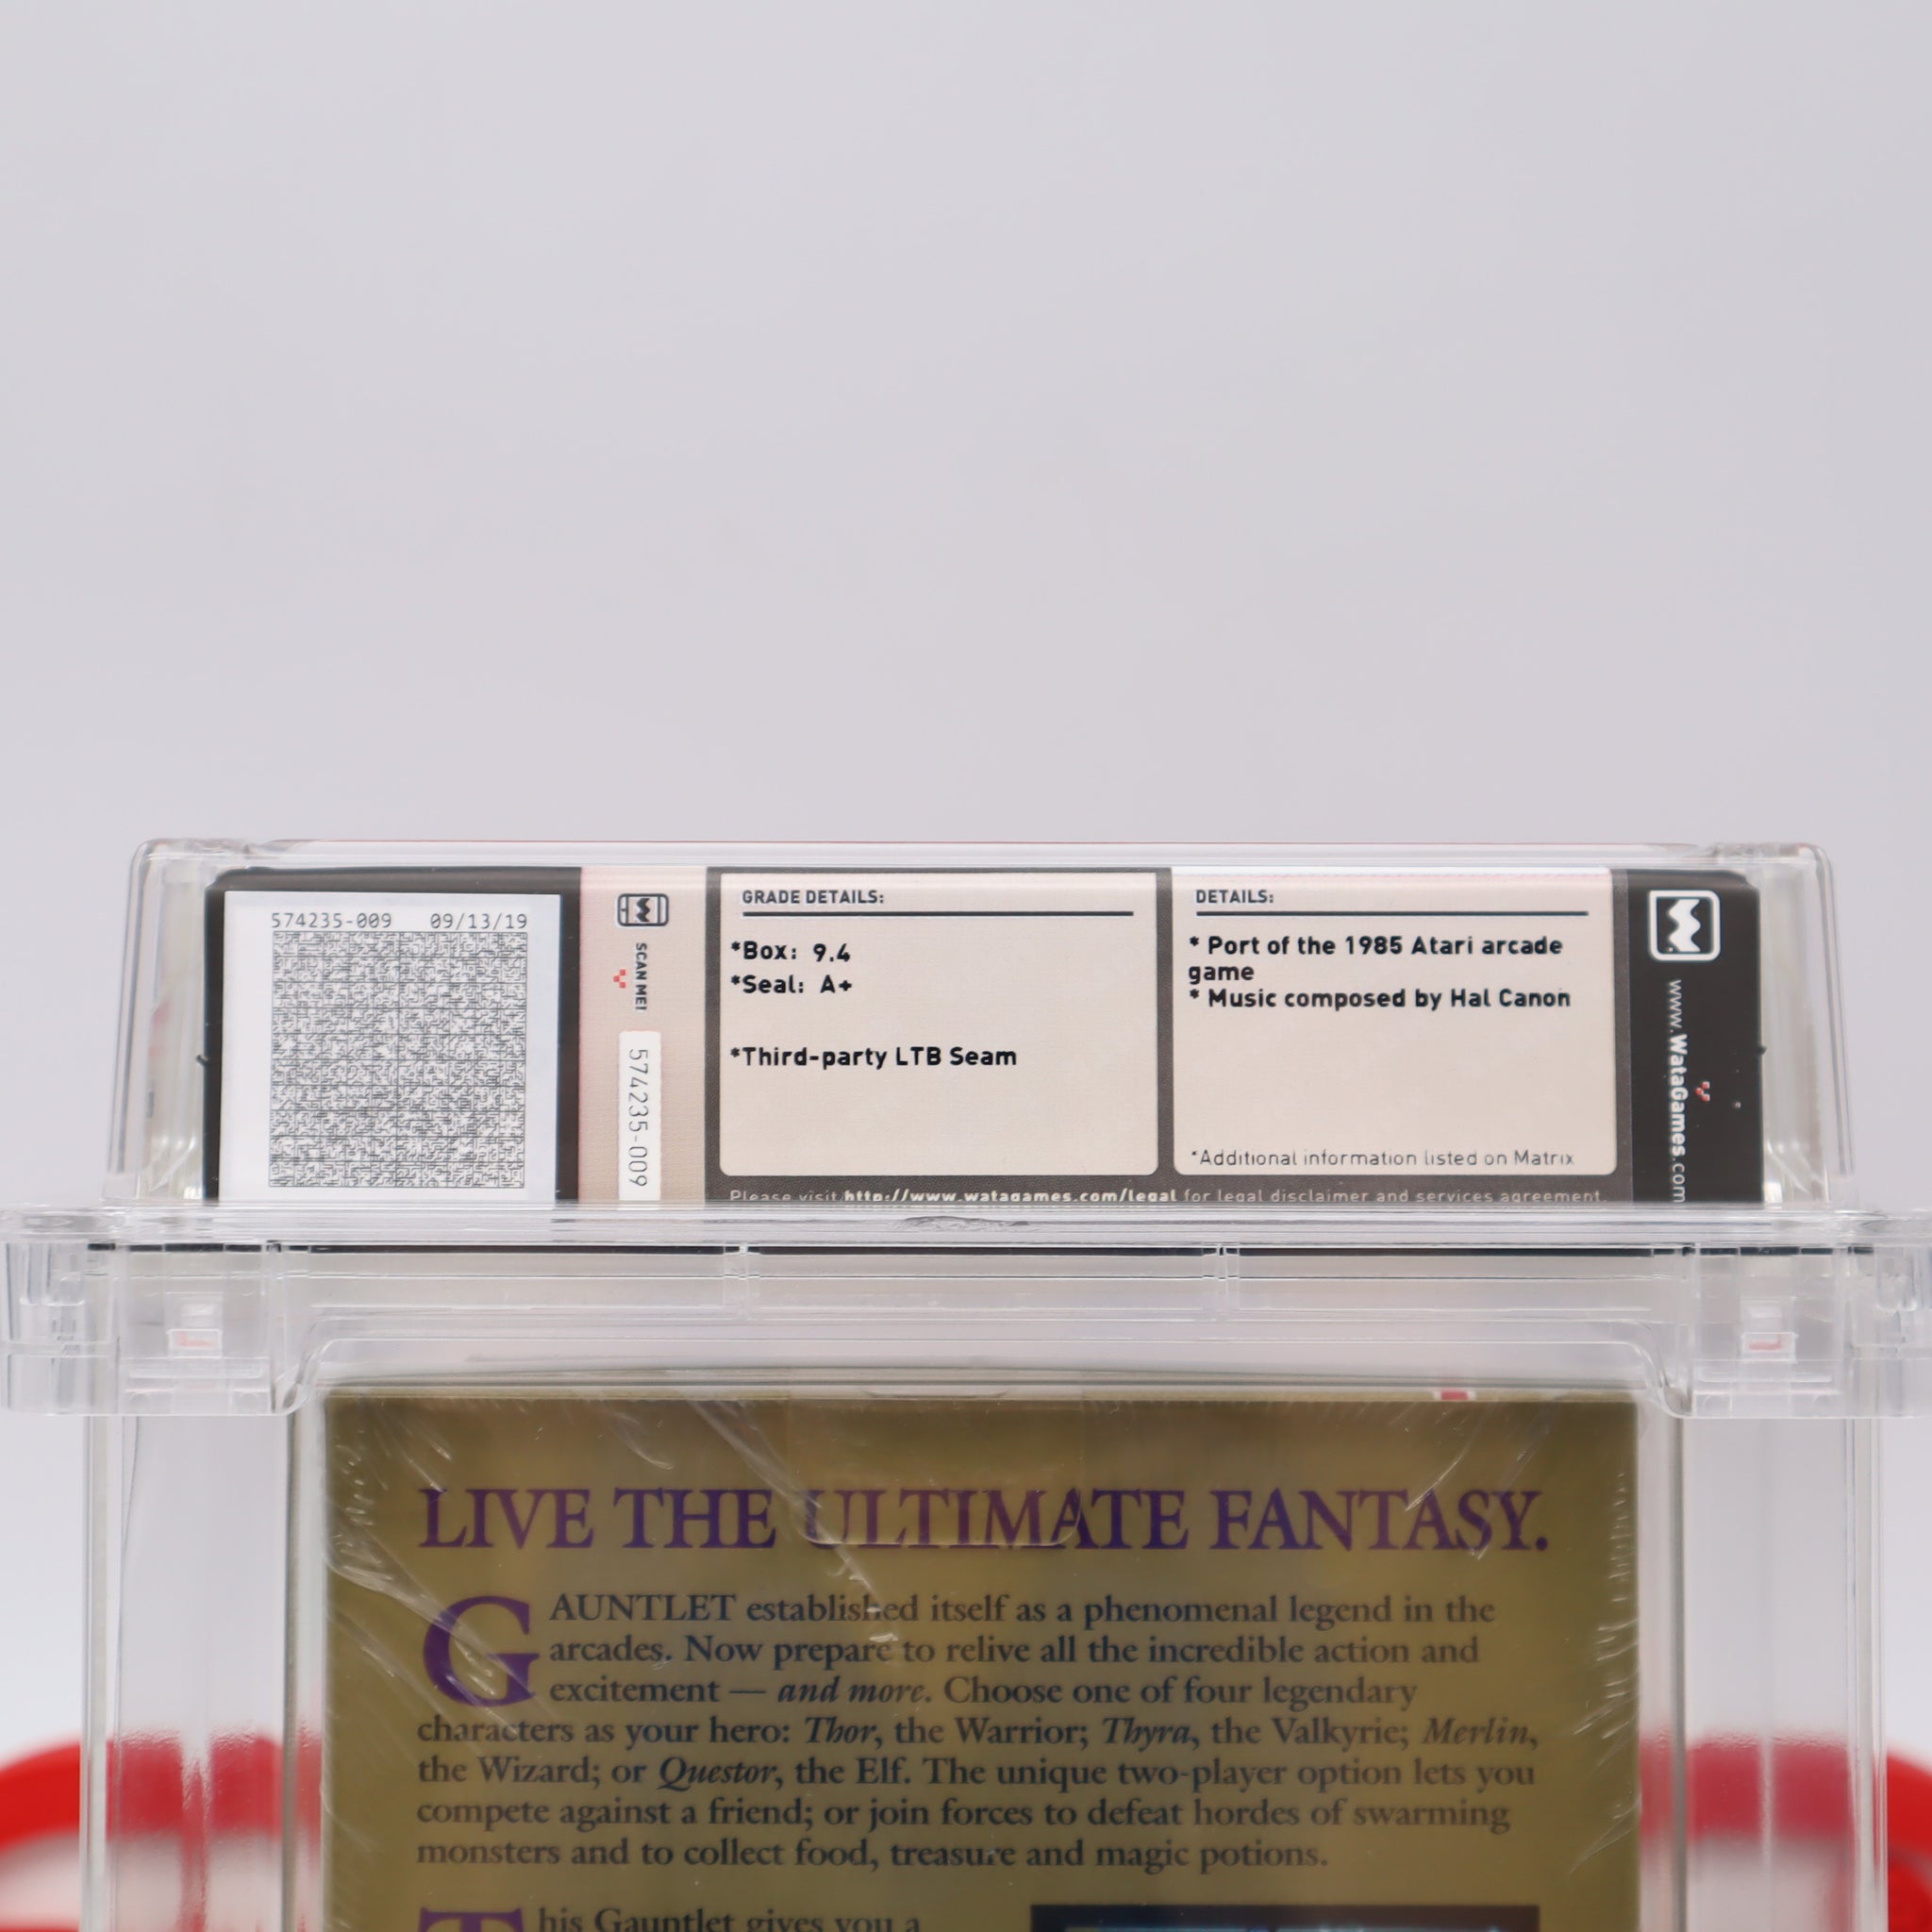 574235-009 09/13/19
SCAN ME!
574235-009
GRADE DETAILS:
*Box: 9.4
*Seal: A+
*Third-party LTB Seam
DETAILS:
* Port of the 1985 Atari arcade
game
* Music composed by Hal Canon
*Additional information listed on Matrix
Please visit http://www.watagames.com/legal for legal disclaimer and services agreement.
www.WataGames.com
LIVE THE ULTIMATE FANTASY.
GAUNTLET established itself as a phenomenal legend in the
arcades. Now prepare to relive all the incredible action and
excitement — and more. Choose one of four legendary
characters as your hero: Thor, the Warrior; Thyra, the Valkyrie; Merlin,
the Wizard; or Questor, the Elf. The unique two-player option lets you
compete against a friend; or join forces to defeat hordes of swarming
monsters and to collect food, treasure and magic potions.
This Gauntlet gives you a